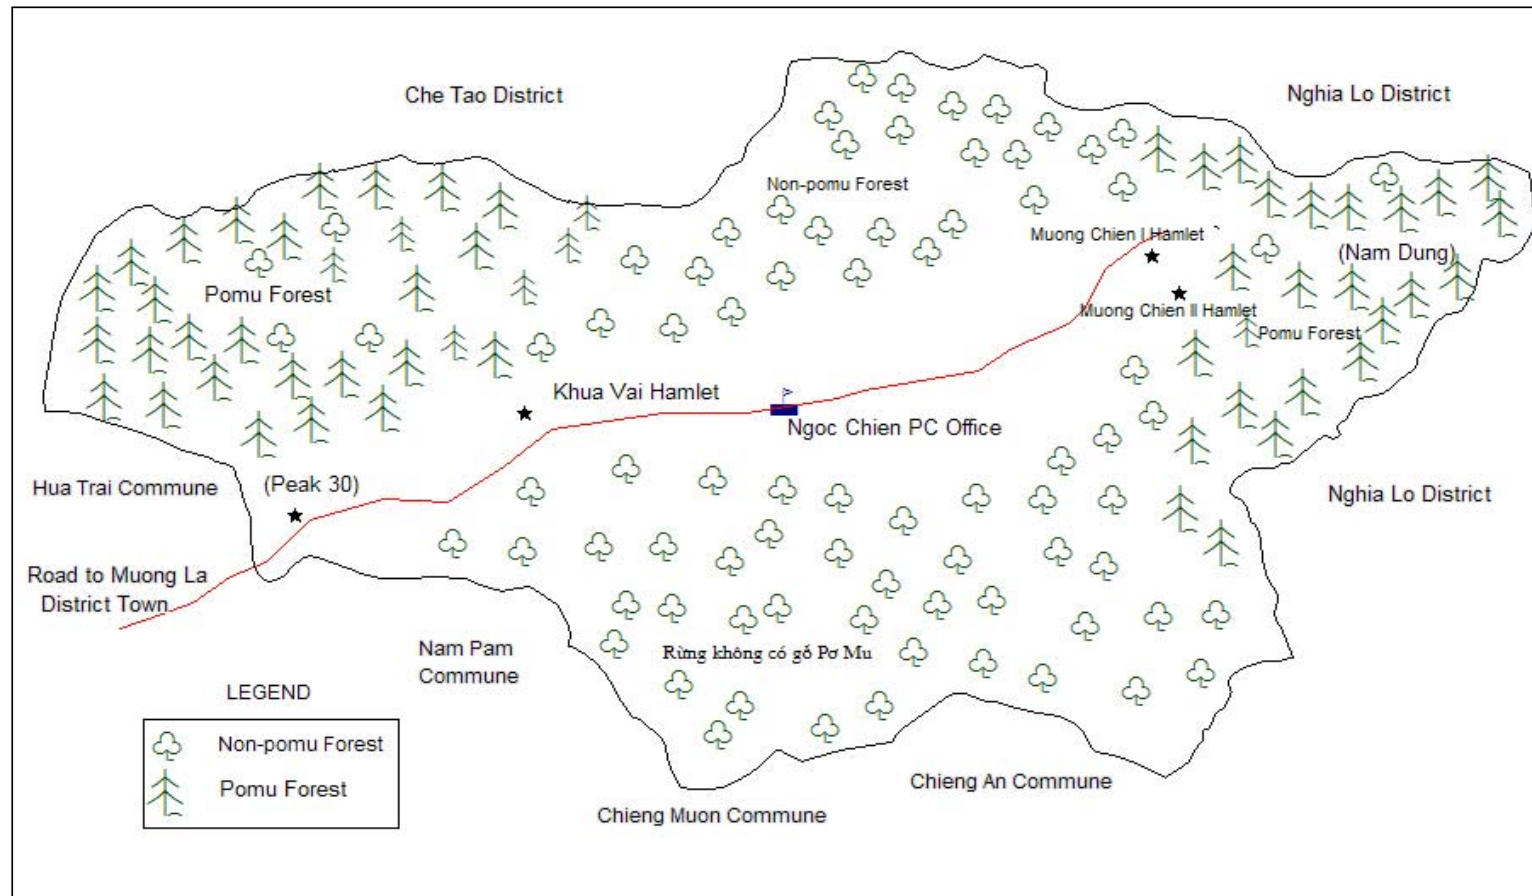 Che Tao District
Nghia Lo District
Non-pomu Forest
Muong Chien I Hamlet
(Nam Dung)
Pomu Forest
Muong Chien II Hamlet
Pomu Forest
Khua Vai Hamlet
Ngoc Chien PC Office
Hua Trai Commune
(Peak 30)
Nghia Lo District
Road to Muong La
District Town
Nam Pam
Commune
Rừng không có gỗ Pơ Mu
LEGEND
Non-pomu Forest
Pomu Forest
Chieng An Commune
Chieng Muon Commune